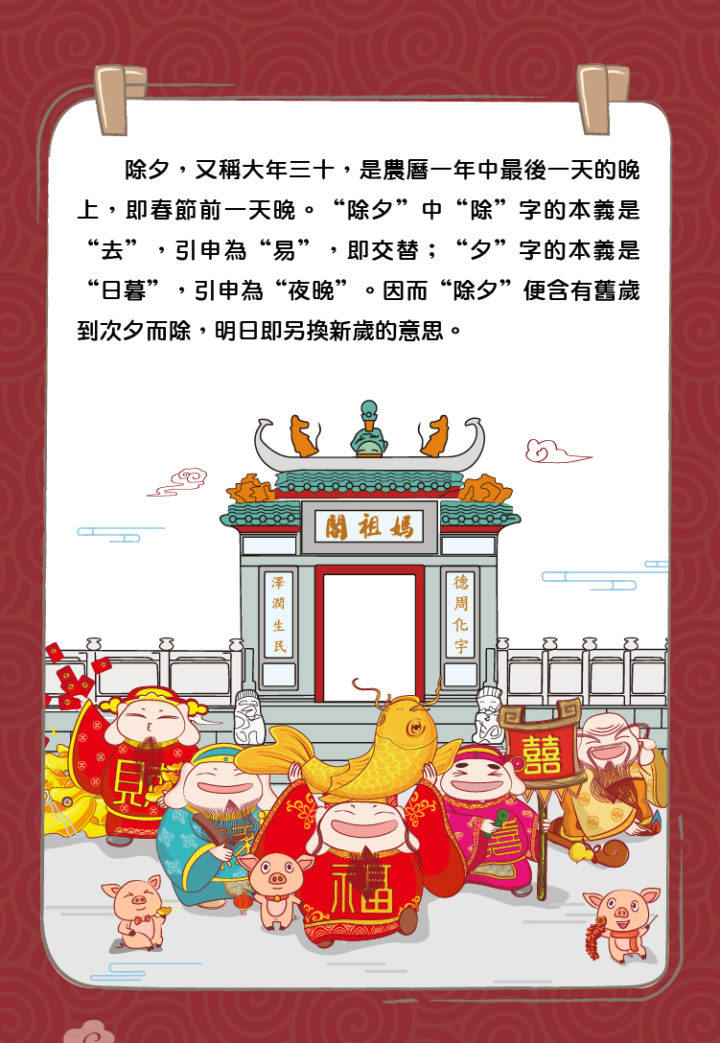 除夕，又稱大年三十，是農曆一年中最後一天的晚
上，即春節前一天晚。“除夕”中“除”字的本義是
“去”，引申為“易”，即交替；“夕”字的本義是
“日暮”，引申為“夜晚”。因而“除夕”便含有舊歲
到次夕而除，明日即另換新歲的意思。
閣祖媽
德周化宇
澤潤生民
囍
福